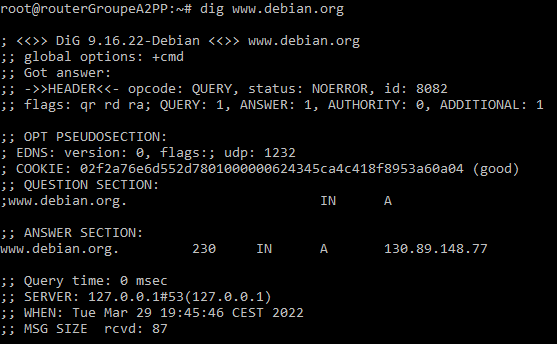 root@routerGroupeA2PP:~# dig www.debian.org
; <<>> DiG 9.16.22-Debian <<>> www.debian.org
;; global options: +cmd
;; Got answer:
;; ->>HEADER<<- opcode: QUERY, status: NOERROR, id: 8082
;; flags: qr rd ra; QUERY: 1, ANSWER: 1, AUTHORITY: 0, ADDITIONAL: 1
;; OPT PSEUDOSECTION:
; EDNS: version: 0, flags:; udp: 1232
; COOKIE: 02f2a76e6d552d7801000000624345ca4c418f8953a60a04 (good)
;; QUESTION SECTION:
;www.debian.org. IN A
;; ANSWER SECTION:
www.debian.org. 230 IN A 130.89.148.77
;; Query time: 0 msec
;; SERVER: 127.0.0.1#53(127.0.0.1)
;; WHEN: Tue Mar 29 19:45:46 CEST 2022
;; MSG SIZE rcvd: 87